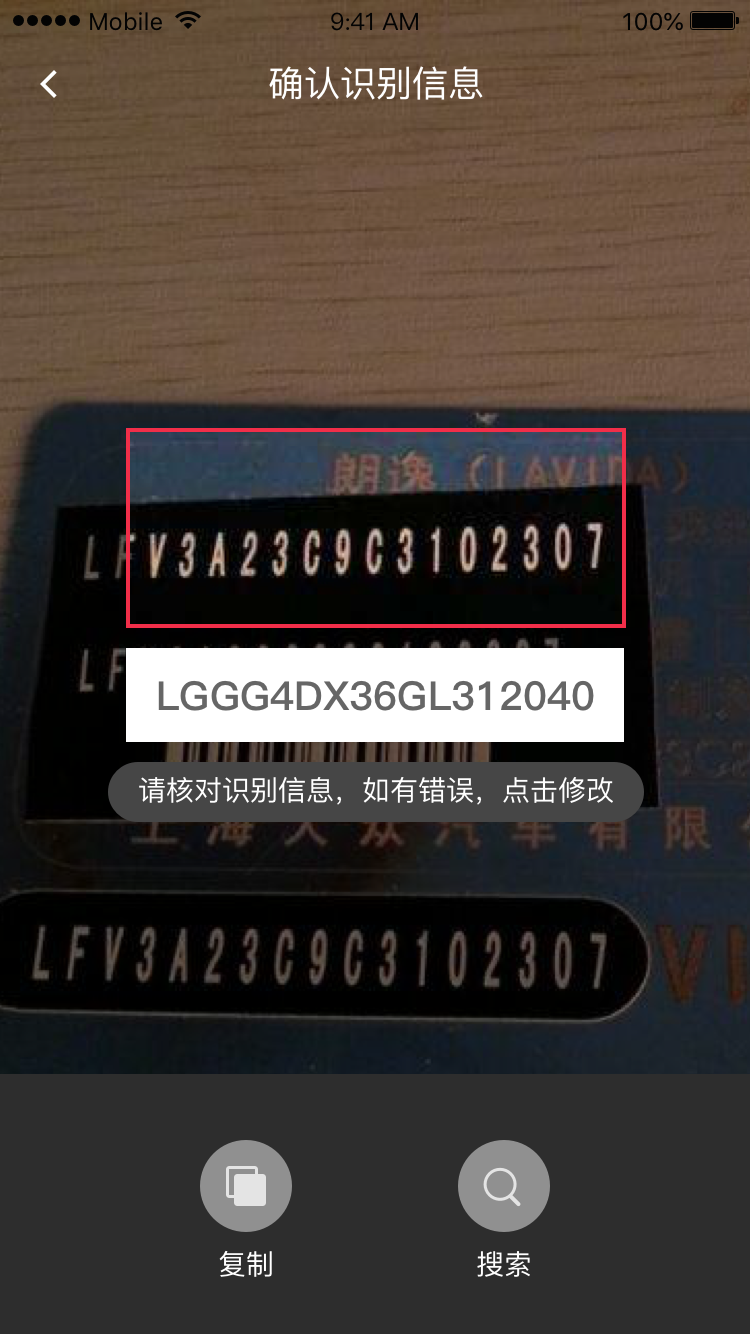 Mobile 9:41 AM 100%
确认识别信息
朗逸 (LAVIDA)
LFV3A23C9C3102307
LF
LGGG4DX36GL312040
请核对识别信息，如有错误，点击修改
上海大众汽车有限
LFV3A23C9C3102307
VI
复制
搜索